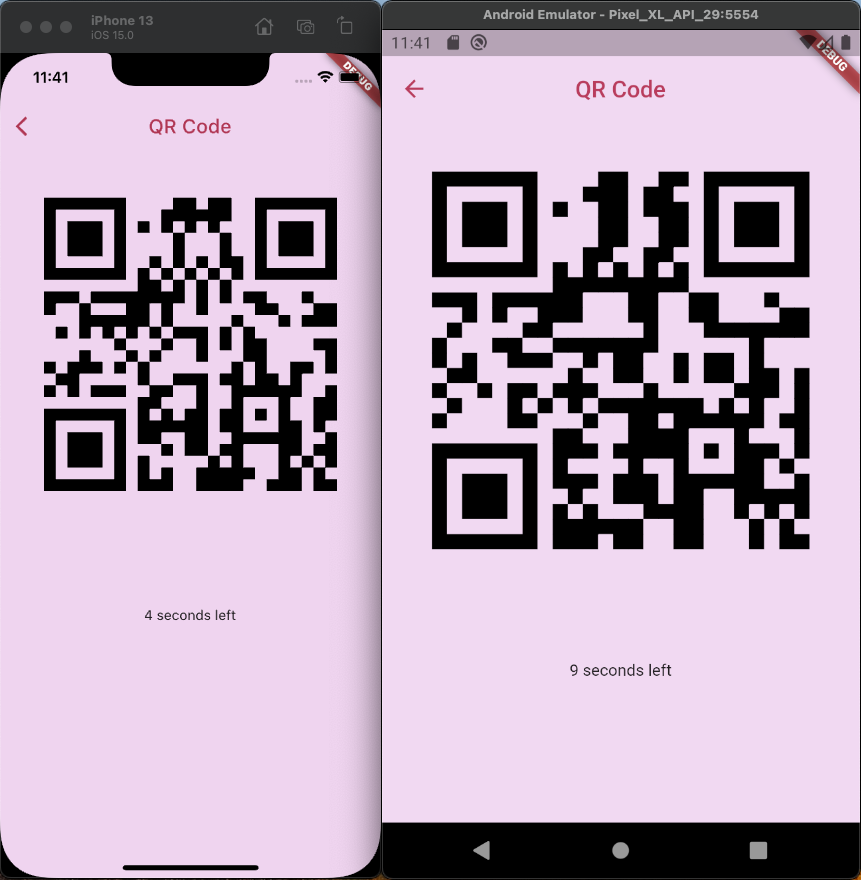 iPhone 13
iOS 15.0
11:41
DEBUG
QR Code
4 seconds left
Android Emulator - Pixel_XL_API_29:5554
11:41
DEBUG
QR Code
9 seconds left